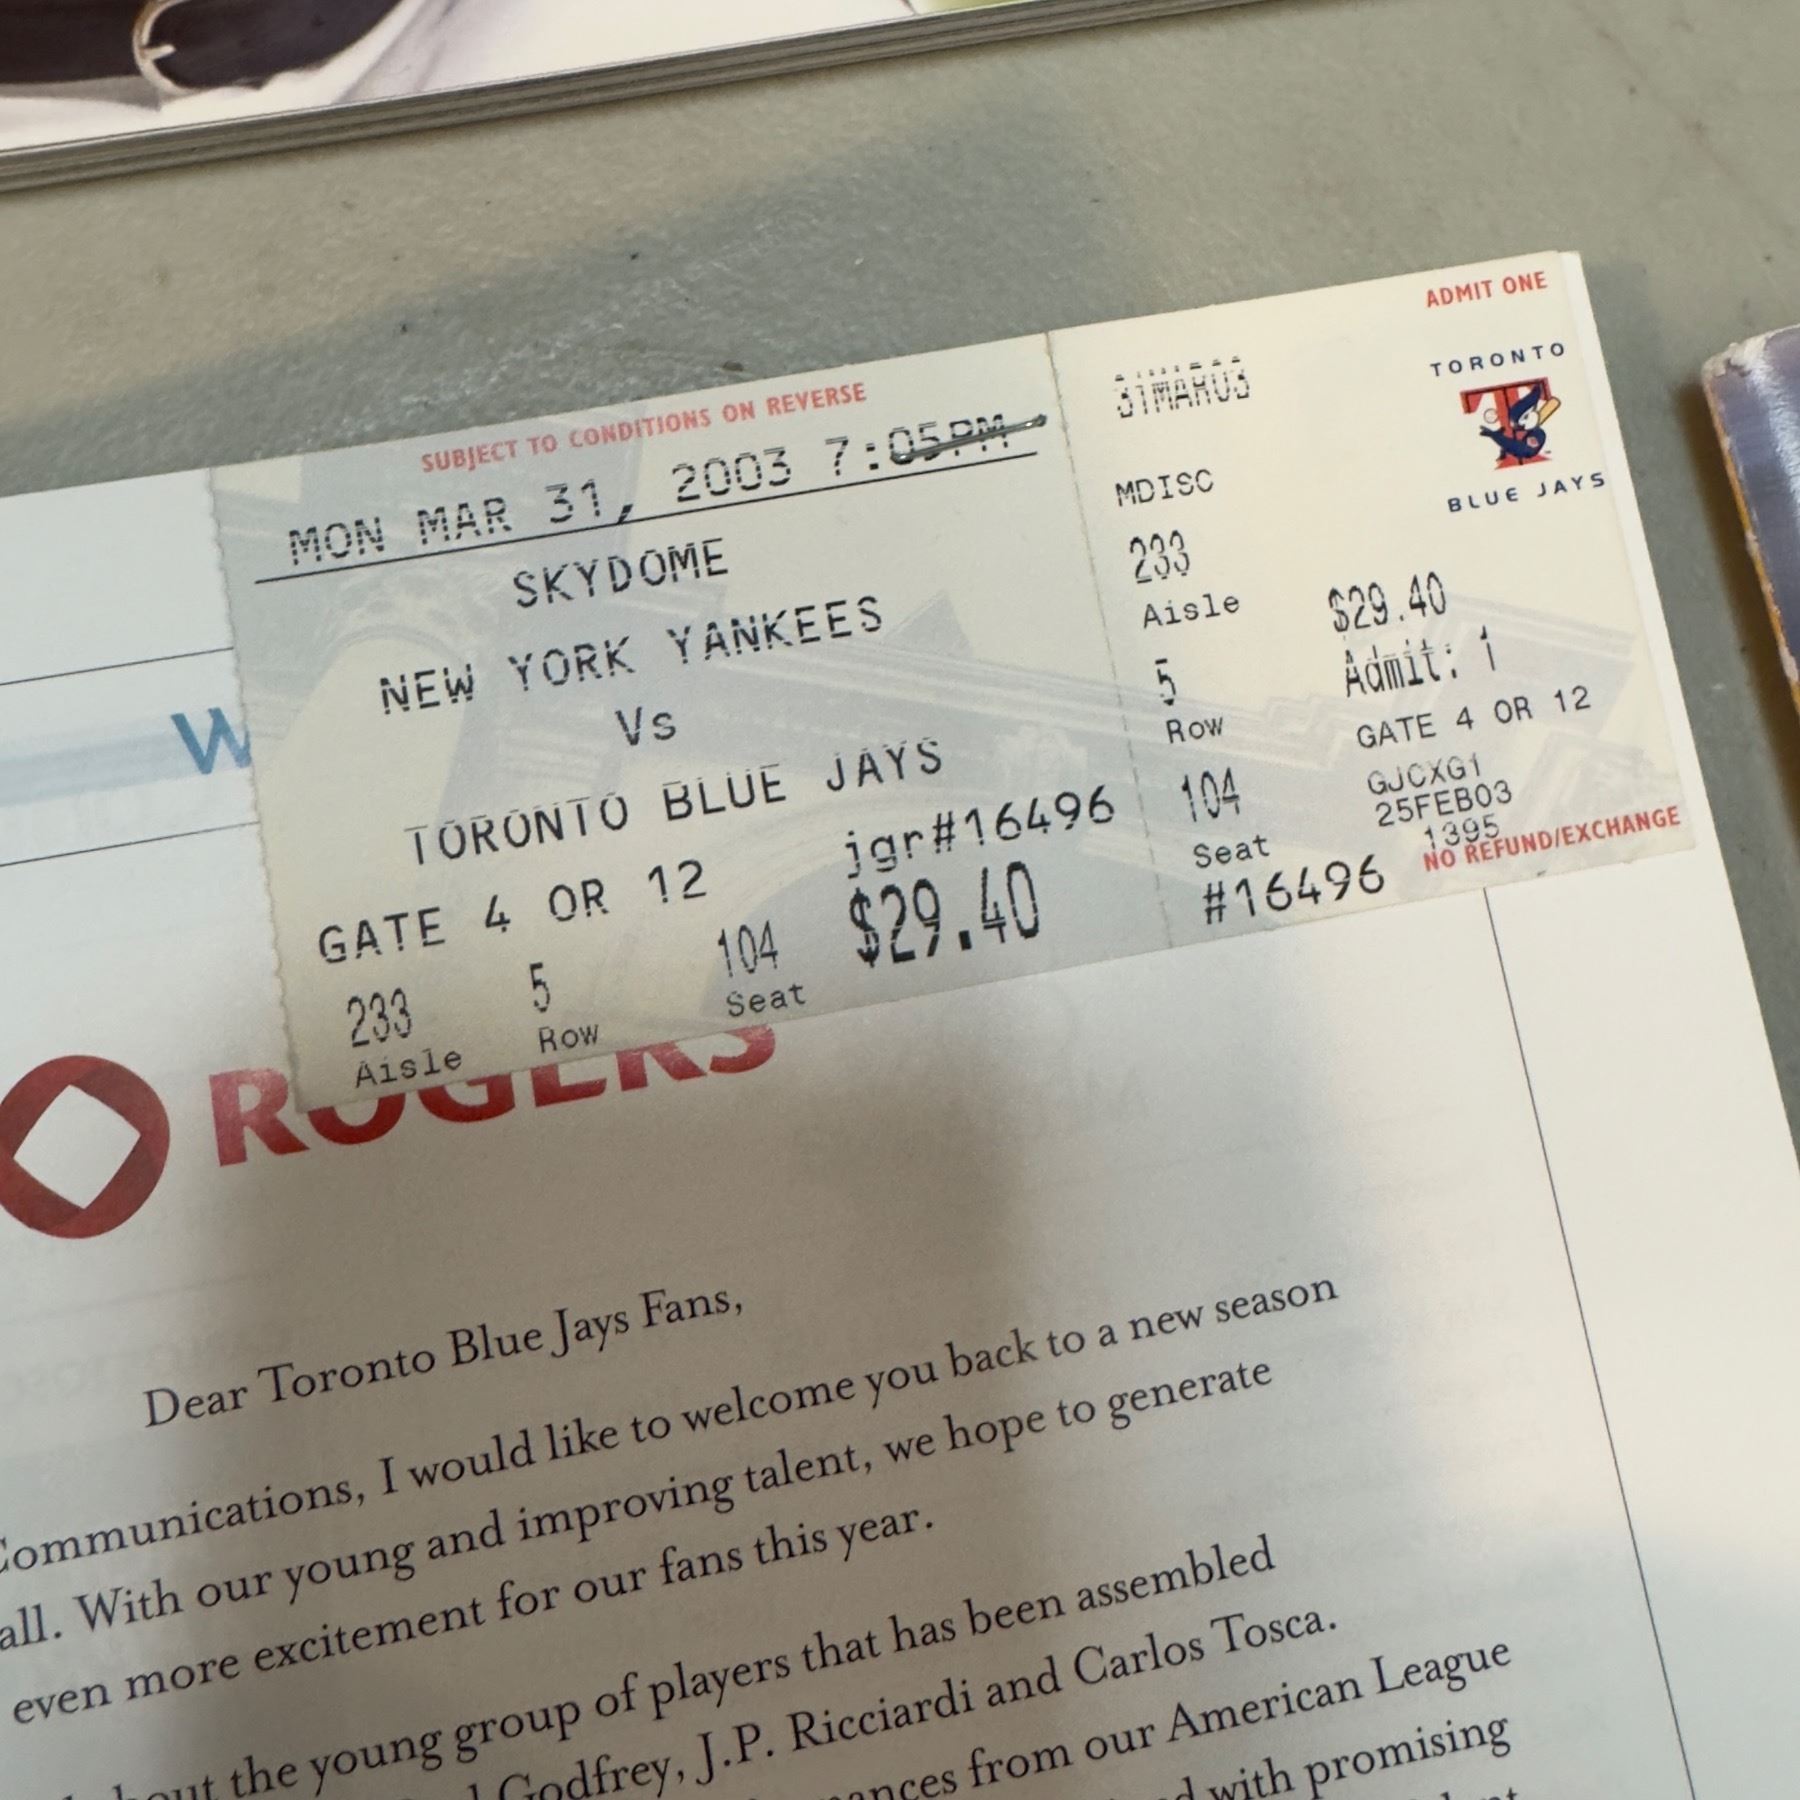 SUBJECT TO CONDITIONS ON REVERSE
MON MAR 31, 2003 7:05PM
SKYDOME
NEW YORK YANKEES
Vs
TORONTO BLUE JAYS
GATE 4 OR 12 jgr#16496
233 5 104 $29.40
Aisle Row Seat
ADMIT ONE
31MAR03
TORONTO
BLUE JAYS
MDISC
233
Aisle $29.40
5 Admit: 1
Row GATE 4 OR 12
104 GJCXG1
25FEB03
Seat 1395
#16496 NO REFUND/EXCHANGE
W
ROGERS
Dear Toronto Blue Jays Fans,
Communications, I would like to welcome you back to a new season
all. With our young and improving talent, we hope to generate
even more excitement for our fans this year.
the young group of players that has been assembled
Godfrey, J.P. Ricciardi and Carlos Tosca.
from our American League
with promising